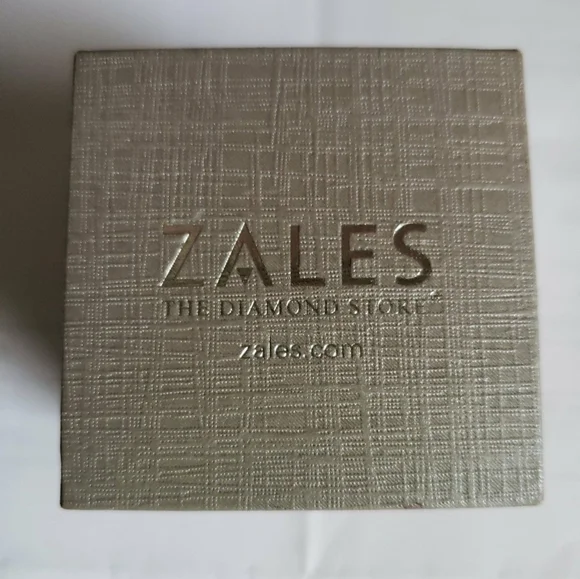 ZALES
THE DIAMOND STORE
zales.com